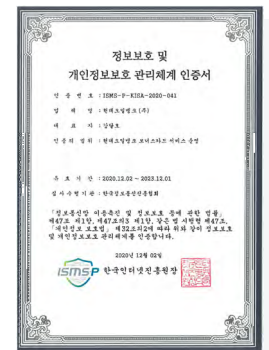 정보보호 및
개인정보보호 관리체계 인증서
인 증 번 호 : ISMS-P-KISA-2020-041
업 체 명 : 현대오일뱅크(주)
대 표 자 : 강달호
인증의 범위 : 현대오일뱅크 보너스카드 서비스 운영
유 효 기 간 : 2020.12.02 ~ 2023.12.01
심사수행기관 : 한국정보통신진흥협회
「정보통신망 이용촉진 및 정보보호 등에 관한 법률」
제47조 제1항, 제47조의3 제1항, 같은 법 시행령 제47조,
「개인정보 보호법」 제32조의2에 따라 위와 같이 정보보호
및 개인정보보호 관리체계를 인증합니다.
2020년 12월 02일
ISMS-P 한국인터넷진흥원장